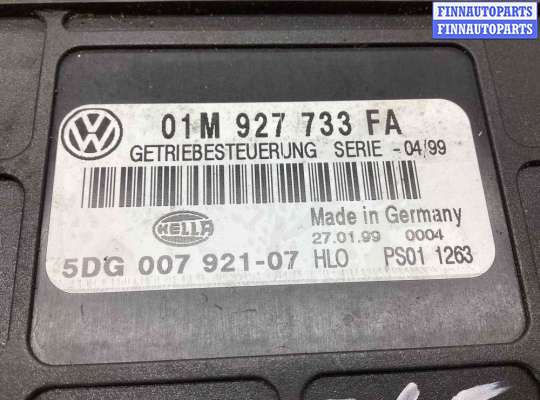 FINNAUTOPARTS
FINNAUTOPARTS
VW
01M 927 733 FA
GETRIEBESTEUERUNG SERIE -04/99
HELLA
Made in Germany
27.01.99 0004
5DG 007 921-07 HLO PS01 1263